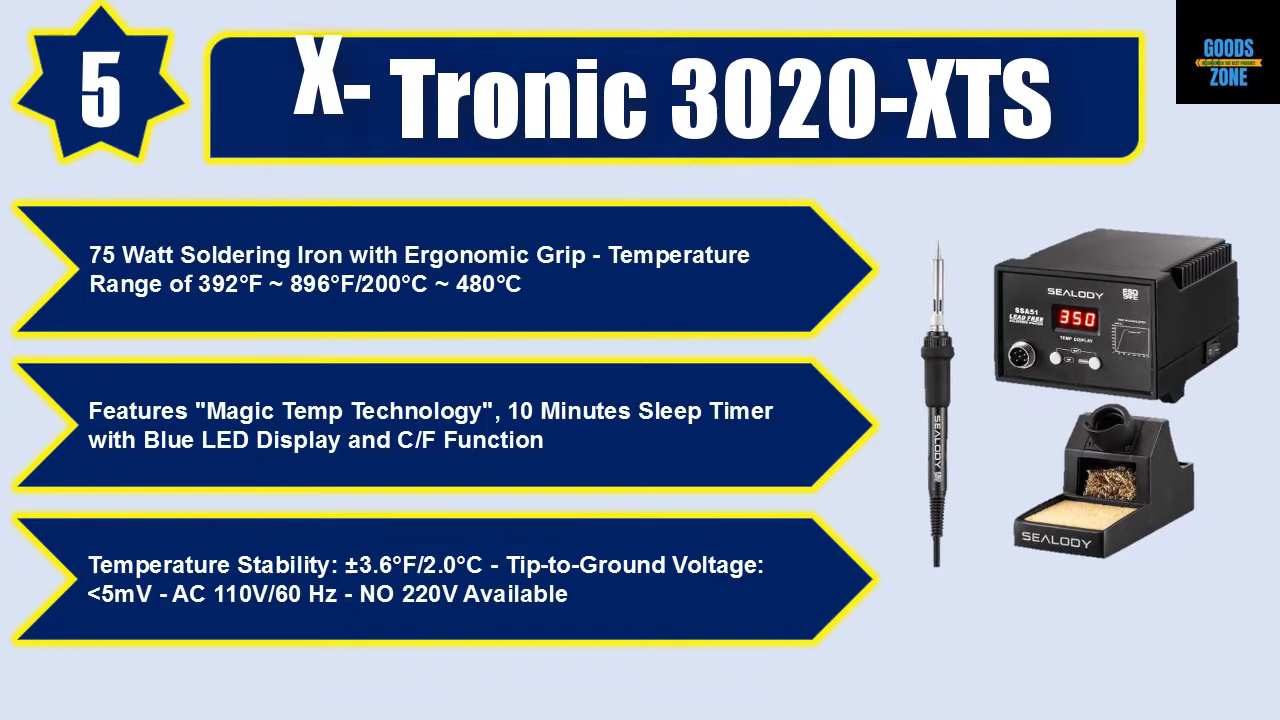 5
X- Tronic 3020-XTS
GOODS
ZONE
75 Watt Soldering Iron with Ergonomic Grip - Temperature
Range of 392°F ~ 896°F/200°C ~ 480°C
Features "Magic Temp Technology", 10 Minutes Sleep Timer
with Blue LED Display and C/F Function
Temperature Stability: ±3.6°F/2.0°C - Tip-to-Ground Voltage:
<5mV - AC 110V/60 Hz - NO 220V Available
SEALODY
SEALODY
ESD
SAFE
SSA51
LEAD FREE
350
TEMP DISPLAY
SEALODY